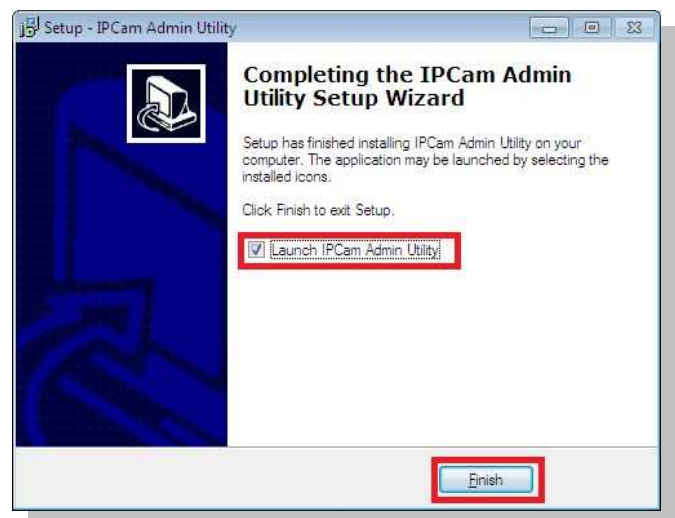 Setup - IPCam Admin Utility
Completing the IPCam Admin
Utility Setup Wizard
Setup has finished installing IPCam Admin Utility on your
computer. The application may be launched by selecting the
installed icons.
Click Finish to exit Setup.
Launch IPCam Admin Utility
Finish